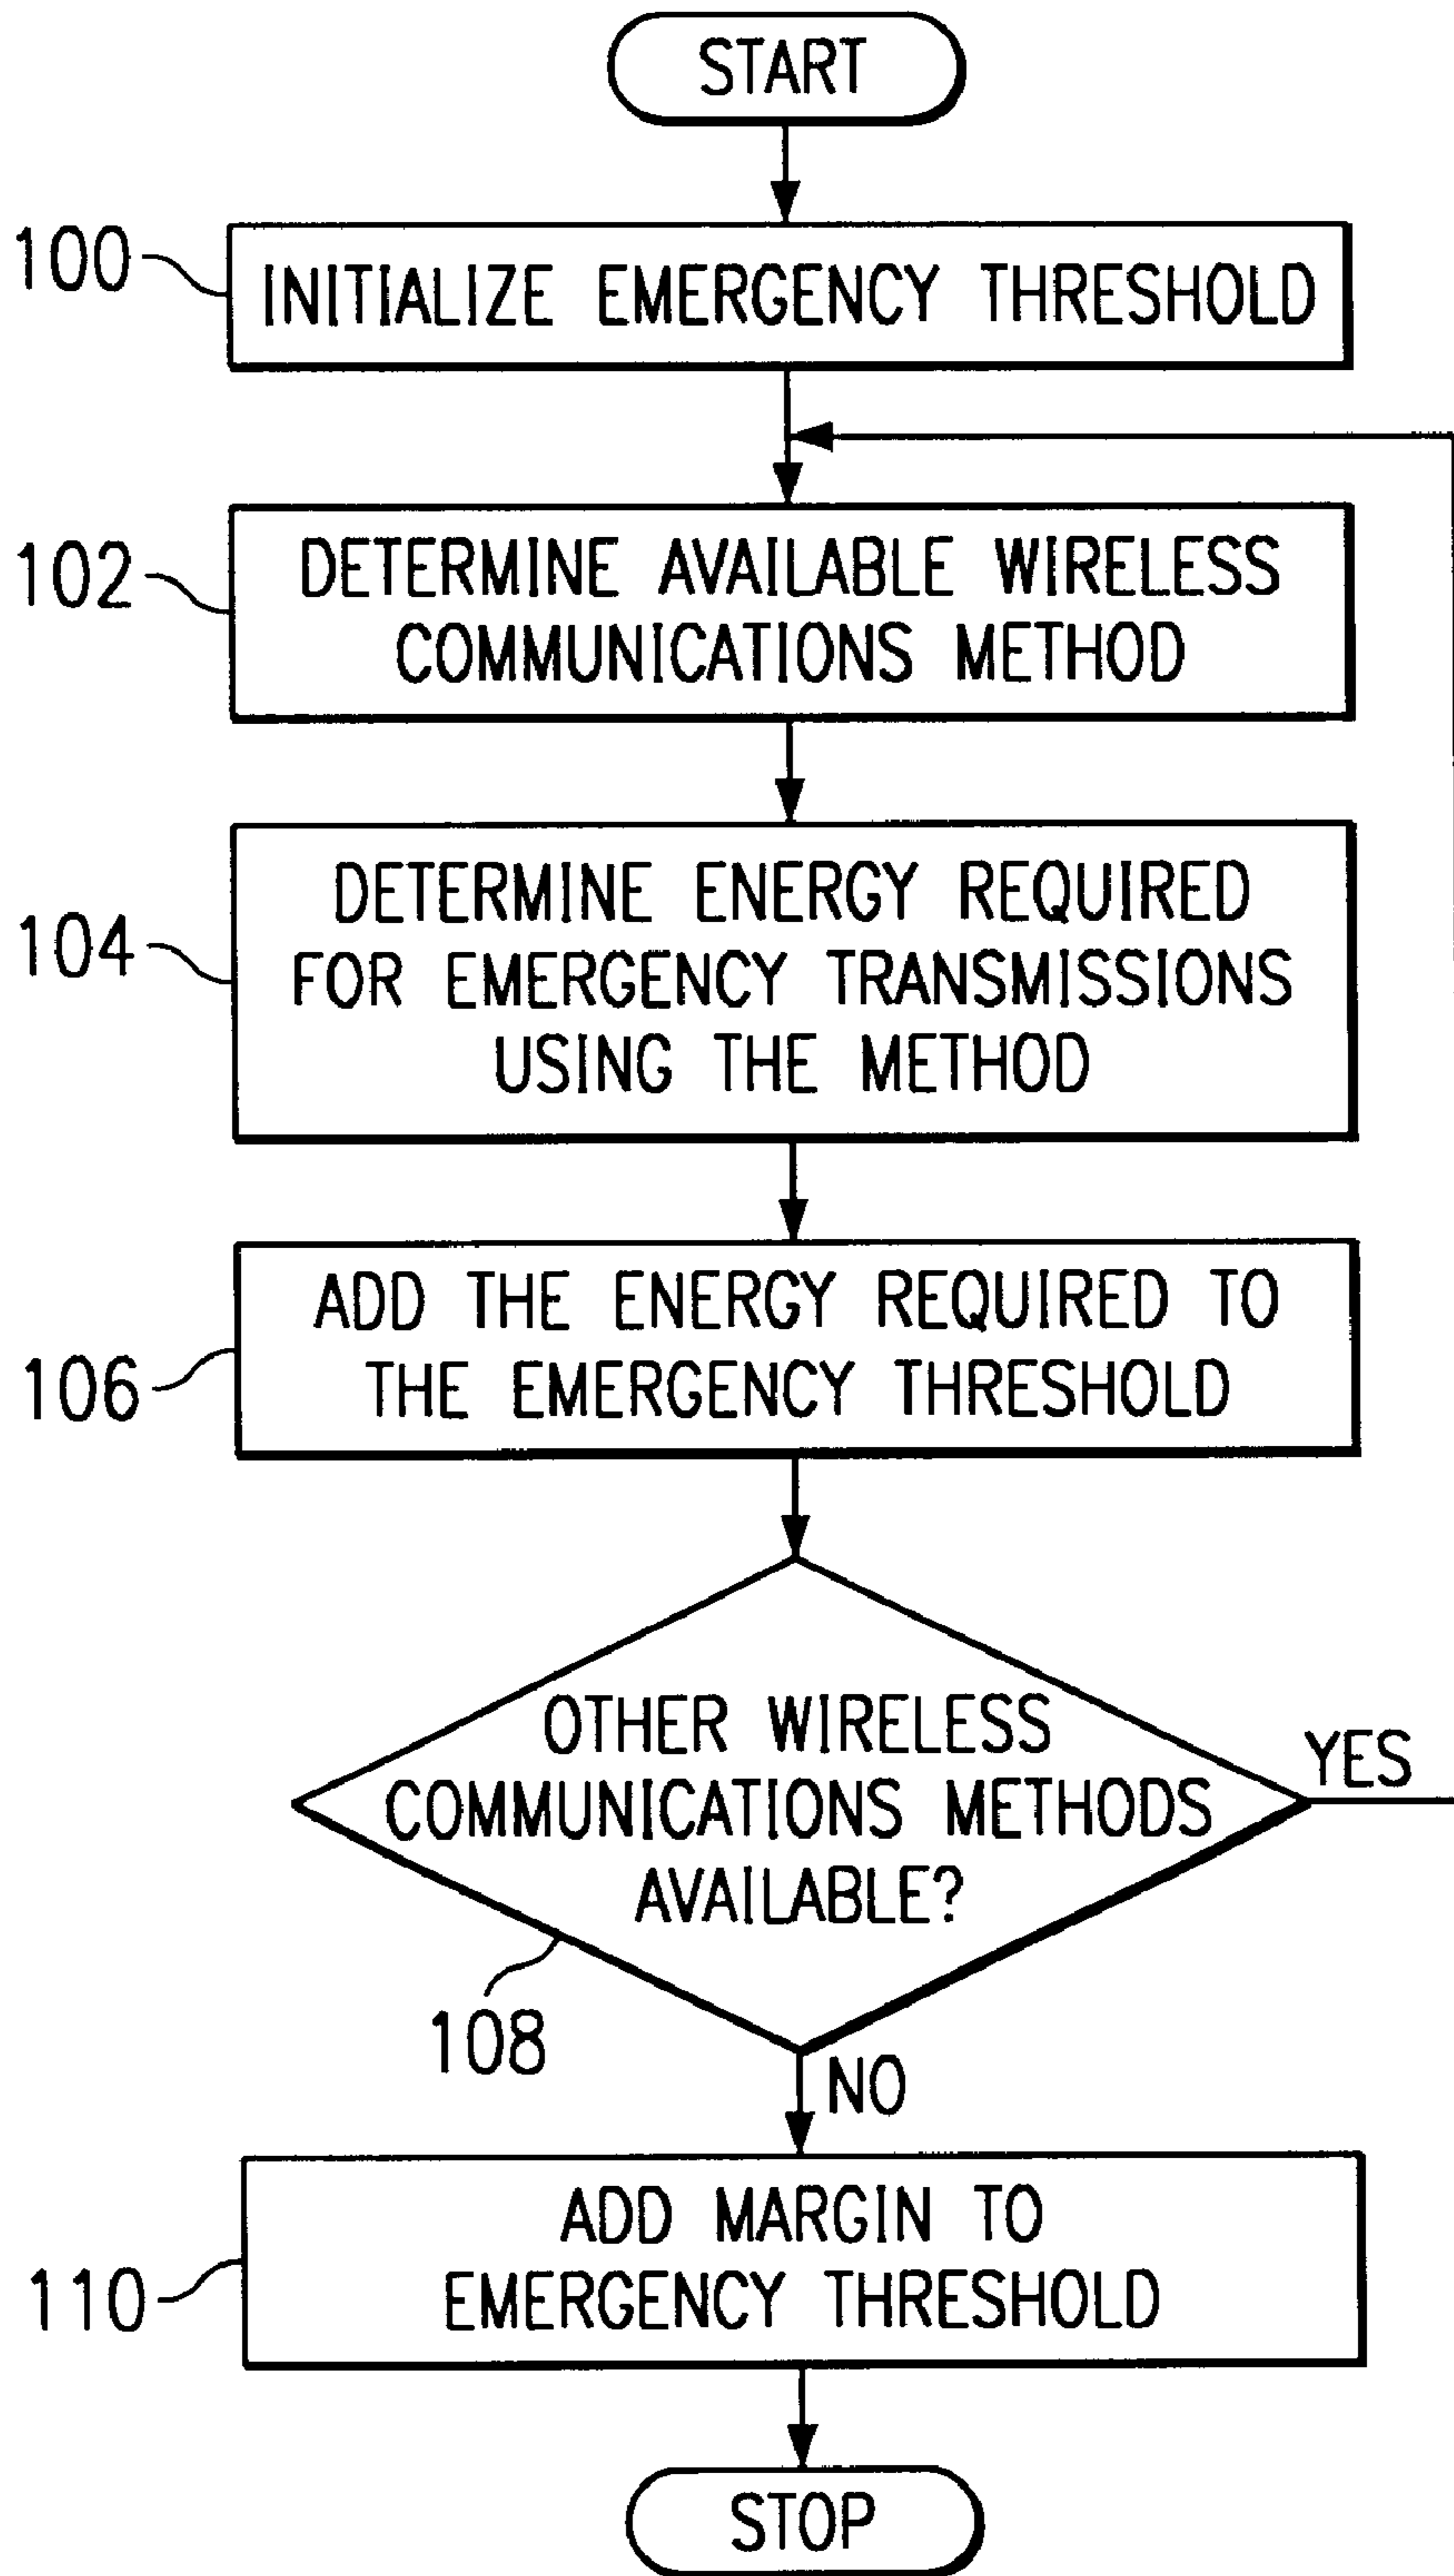 START
100
INITIALIZE EMERGENCY THRESHOLD
102
DETERMINE AVAILABLE WIRELESS
COMMUNICATIONS METHOD
104
DETERMINE ENERGY REQUIRED
FOR EMERGENCY TRANSMISSIONS
USING THE METHOD
106
ADD THE ENERGY REQUIRED TO
THE EMERGENCY THRESHOLD
OTHER WIRELESS
COMMUNICATIONS METHODS
AVAILABLE?
YES
108
NO
110
ADD MARGIN TO
EMERGENCY THRESHOLD
STOP